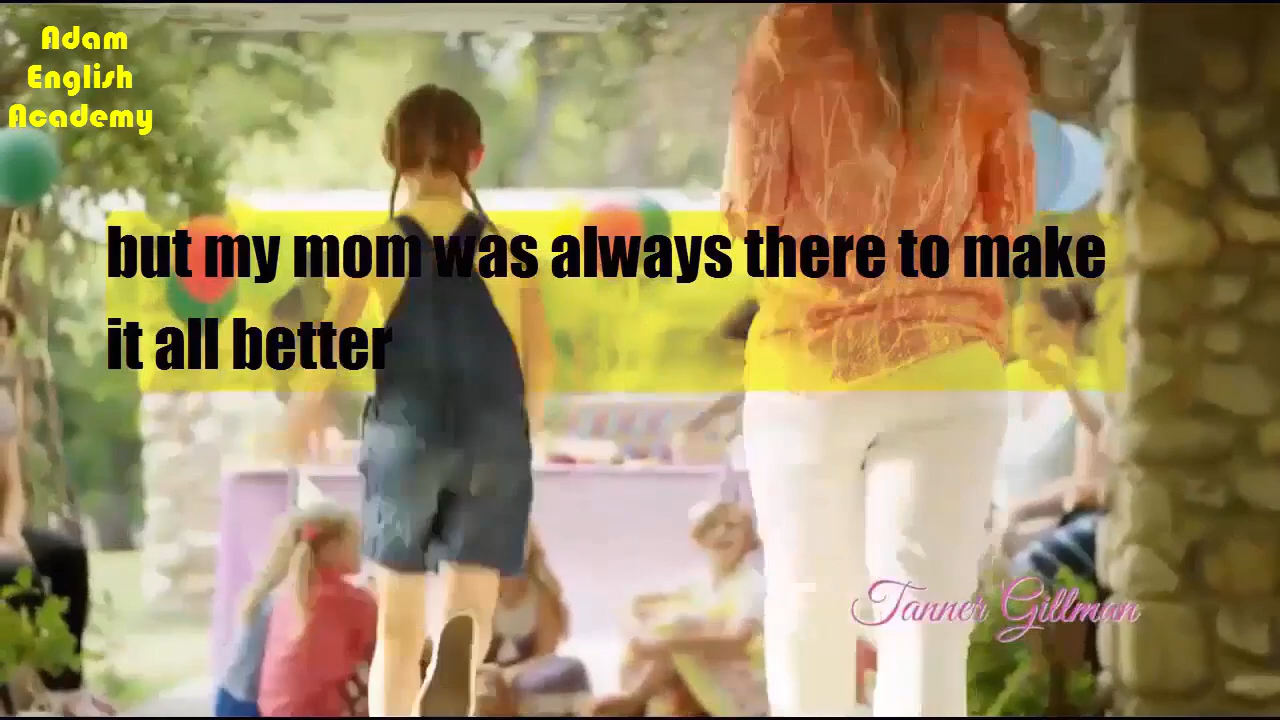 Adam
English
Academy
but my mom was always there to make
it all better
Tanner Gillman